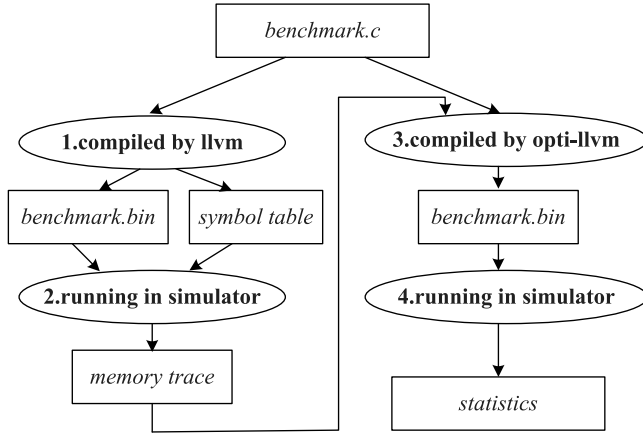 benchmark.c
1.compiled by llvm
3.compiled by opti-llvm
benchmark.bin
symbol table
benchmark.bin
2.running in simulator
4.running in simulator
memory trace
statistics